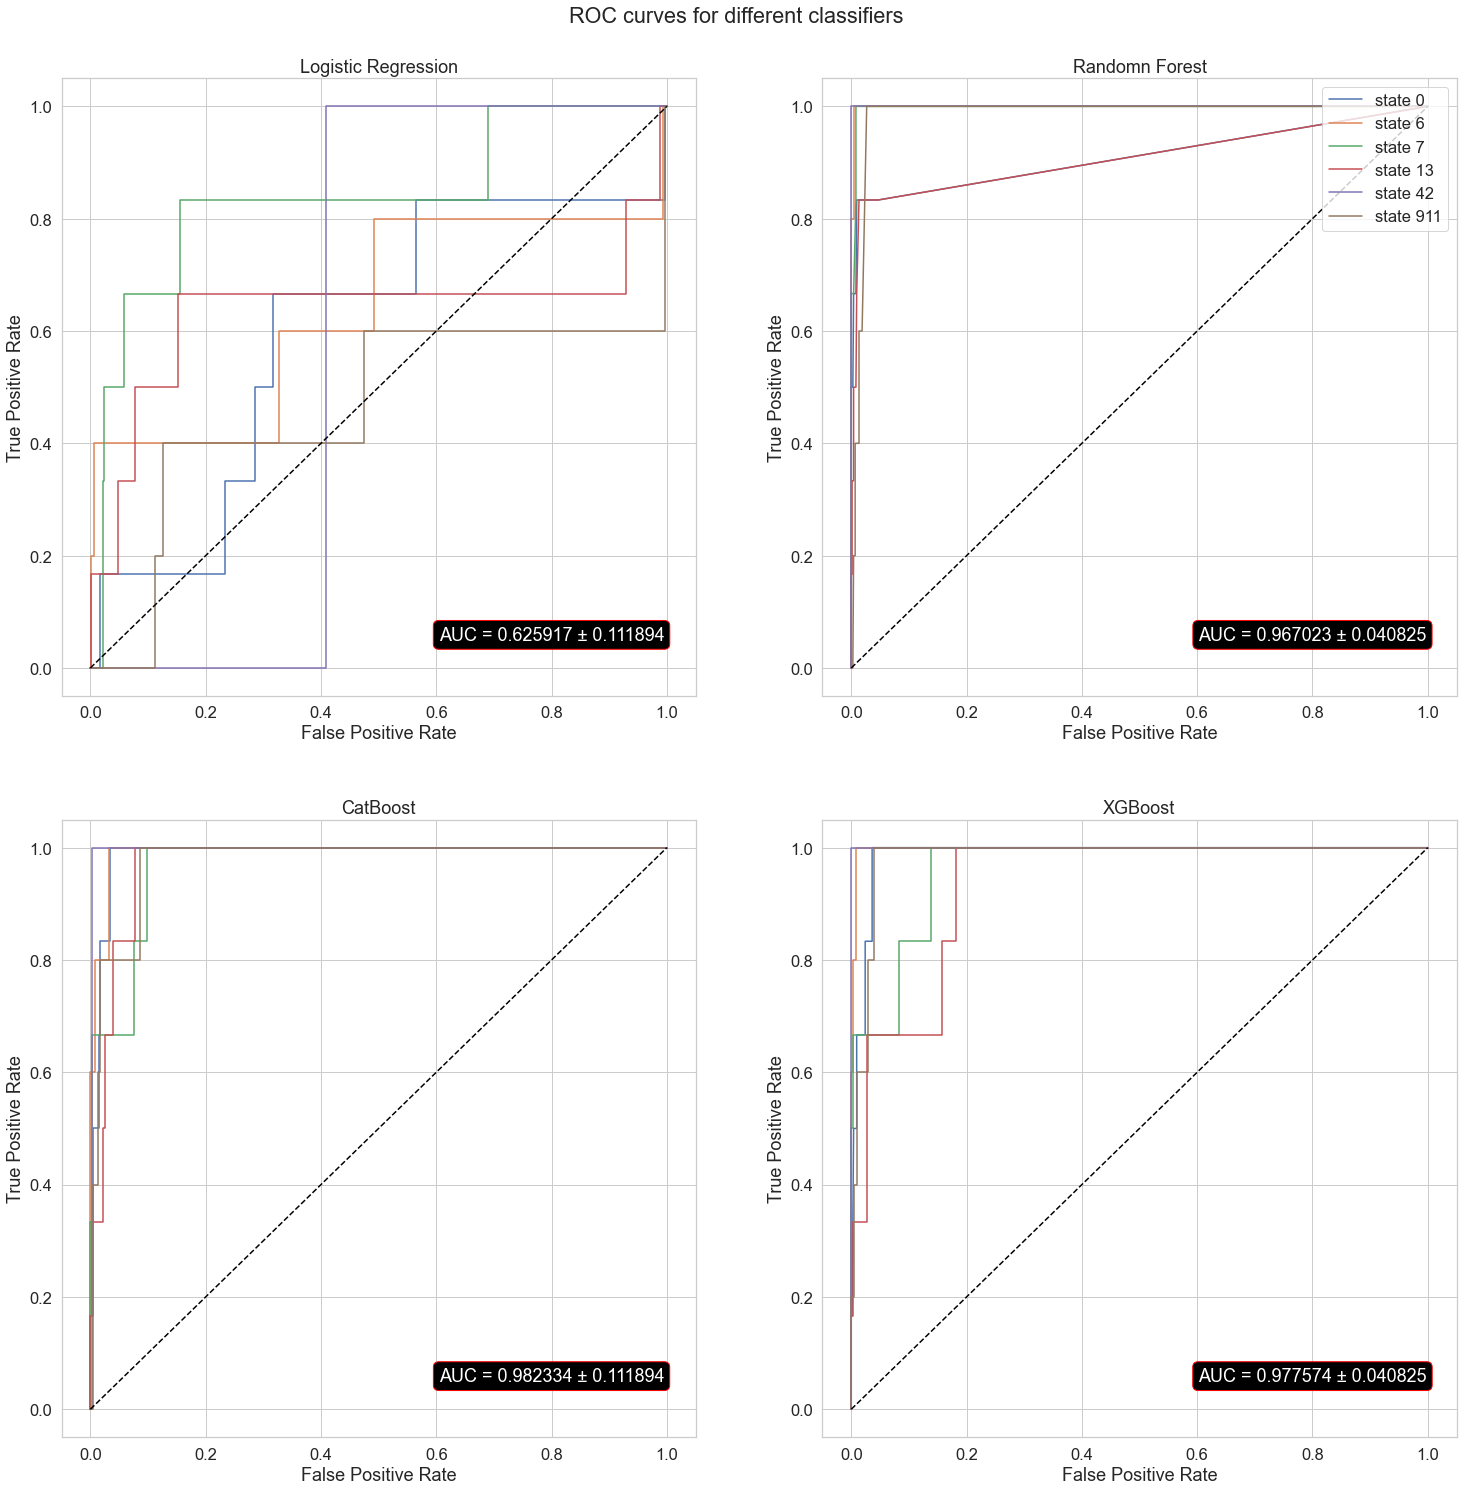 ROC curves for different classifiers
Logistic Regression
1.0
0.8
0.6
0.4
0.2
0.0
True Positive Rate
AUC = 0.625917 ± 0.111894
0.0 0.2 0.4 0.6 0.8 1.0
False Positive Rate
Randomn Forest
1.0
0.8
0.6
0.4
0.2
0.0
True Positive Rate
state 0
state 6
state 7
state 13
state 42
state 911
AUC = 0.967023 ± 0.040825
0.0 0.2 0.4 0.6 0.8 1.0
False Positive Rate
CatBoost
1.0
0.8
0.6
0.4
0.2
0.0
True Positive Rate
AUC = 0.982334 ± 0.111894
0.0 0.2 0.4 0.6 0.8 1.0
False Positive Rate
XGBoost
1.0
0.8
0.6
0.4
0.2
0.0
True Positive Rate
AUC = 0.977574 ± 0.040825
0.0 0.2 0.4 0.6 0.8 1.0
False Positive Rate